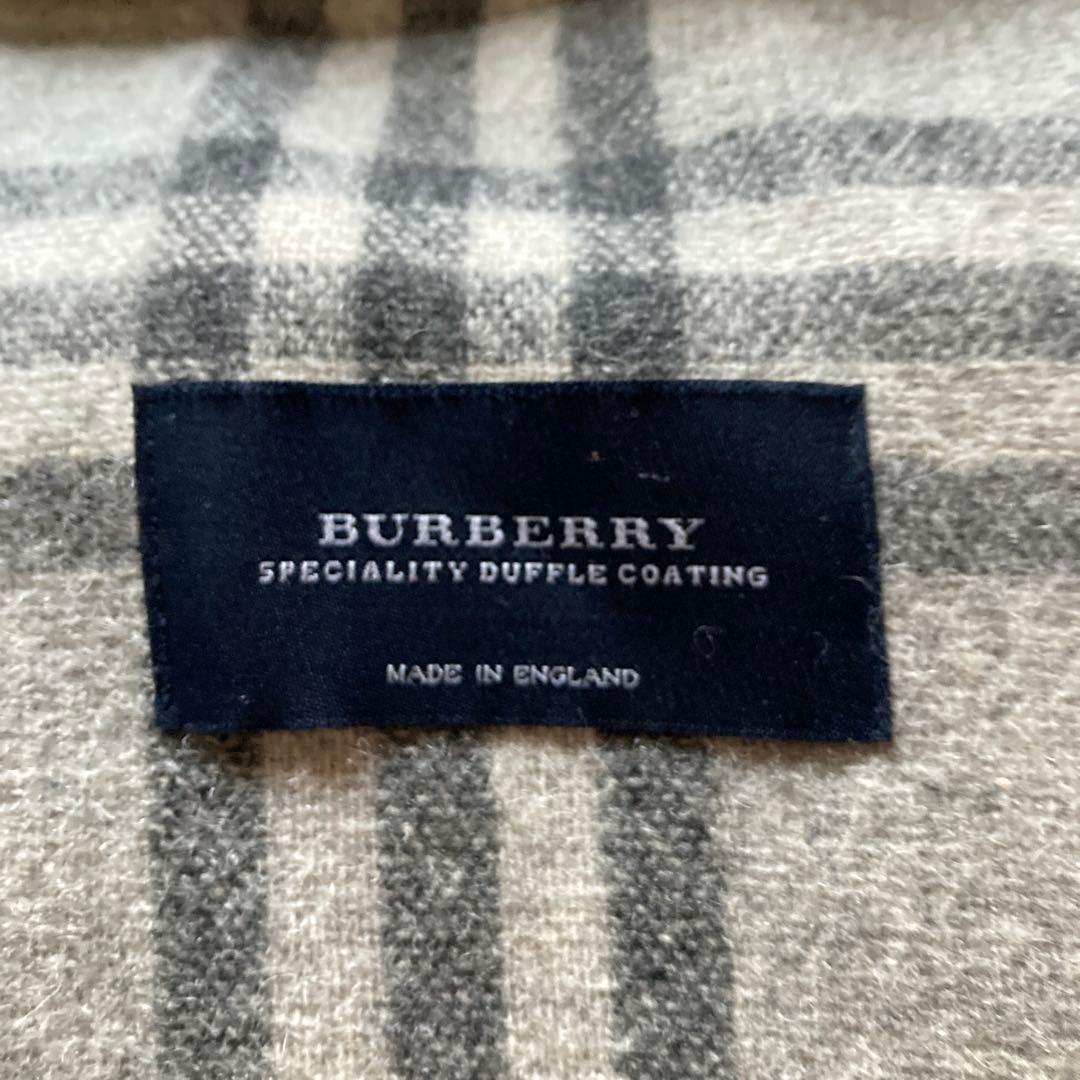 BURBERRY
SPECIALITY DUFFLE COATING
MADE IN ENGLAND